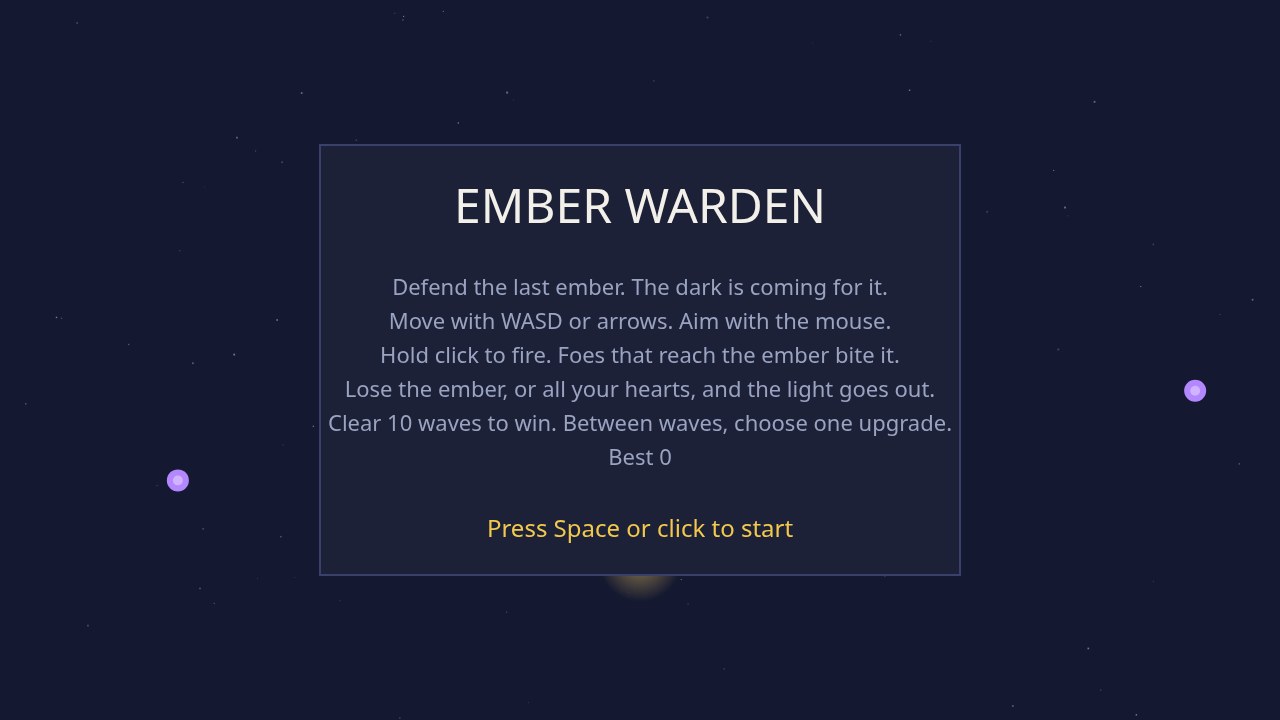 EMBER WARDEN
Defend the last ember. The dark is coming for it.
Move with WASD or arrows. Aim with the mouse.
Hold click to fire. Foes that reach the ember bite it.
Lose the ember, or all your hearts, and the light goes out.
Clear 10 waves to win. Between waves, choose one upgrade.
Best 0
Press Space or click to start